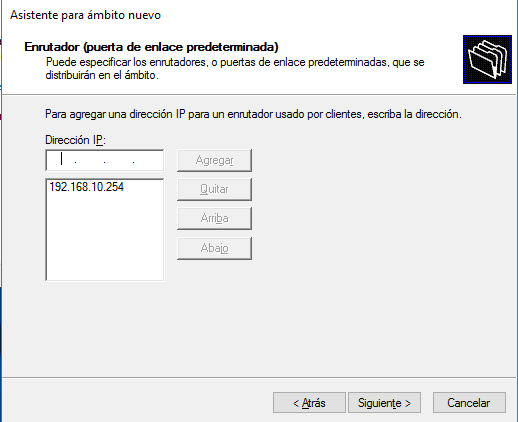 Asistente para ámbito nuevo
Enrutador (puerta de enlace predeterminada)
Puede especificar los enrutadores, o puertas de enlace predeterminadas, que se
distribuirán en el ámbito.
Para agregar una dirección IP para un enrutador usado por clientes, escriba la dirección.
Dirección IP:
. . .
Agregar
192.168.10.254
Quitar
Arriba
Abajo
< Atrás
Siguiente >
Cancelar